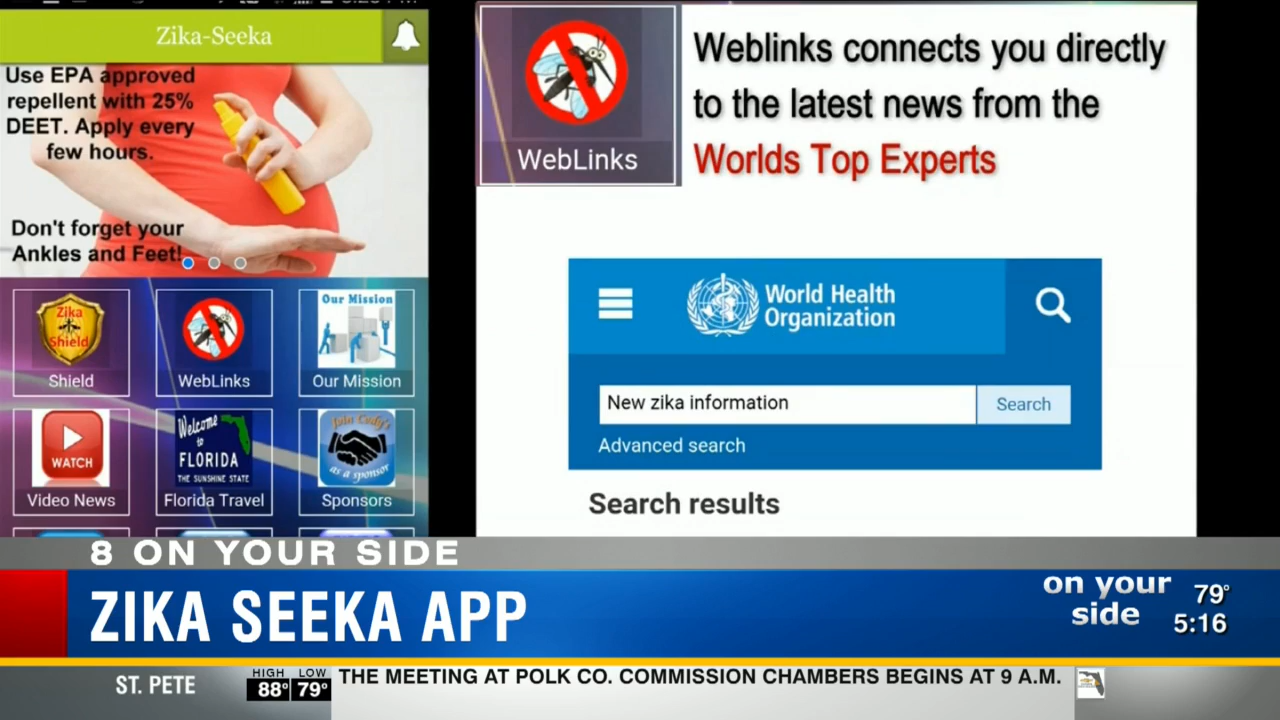 Zika-Seeka
Use EPA approved
repellent with 25%
DEET. Apply every
few hours.
Don't forget your
Ankles and Feet!
Zika
Shield
Shield
WebLinks
Our Mission
Our Mission
WATCH
Video News
Welcome
to
FLORIDA
THE SUNSHINE STATE
Florida Travel
Join Cody's
as a sponsor
Sponsors
WebLinks
Weblinks connects you directly
to the latest news from the
Worlds Top Experts
World Health
Organization
New zika information
Search
Advanced search
Search results
8 ON YOUR SIDE
ZIKA SEEKA APP
on your
side
79°
5:16
ST. PETE
HIGH LOW
88° 79°
THE MEETING AT POLK CO. COMMISSION CHAMBERS BEGINS AT 9 A.M.